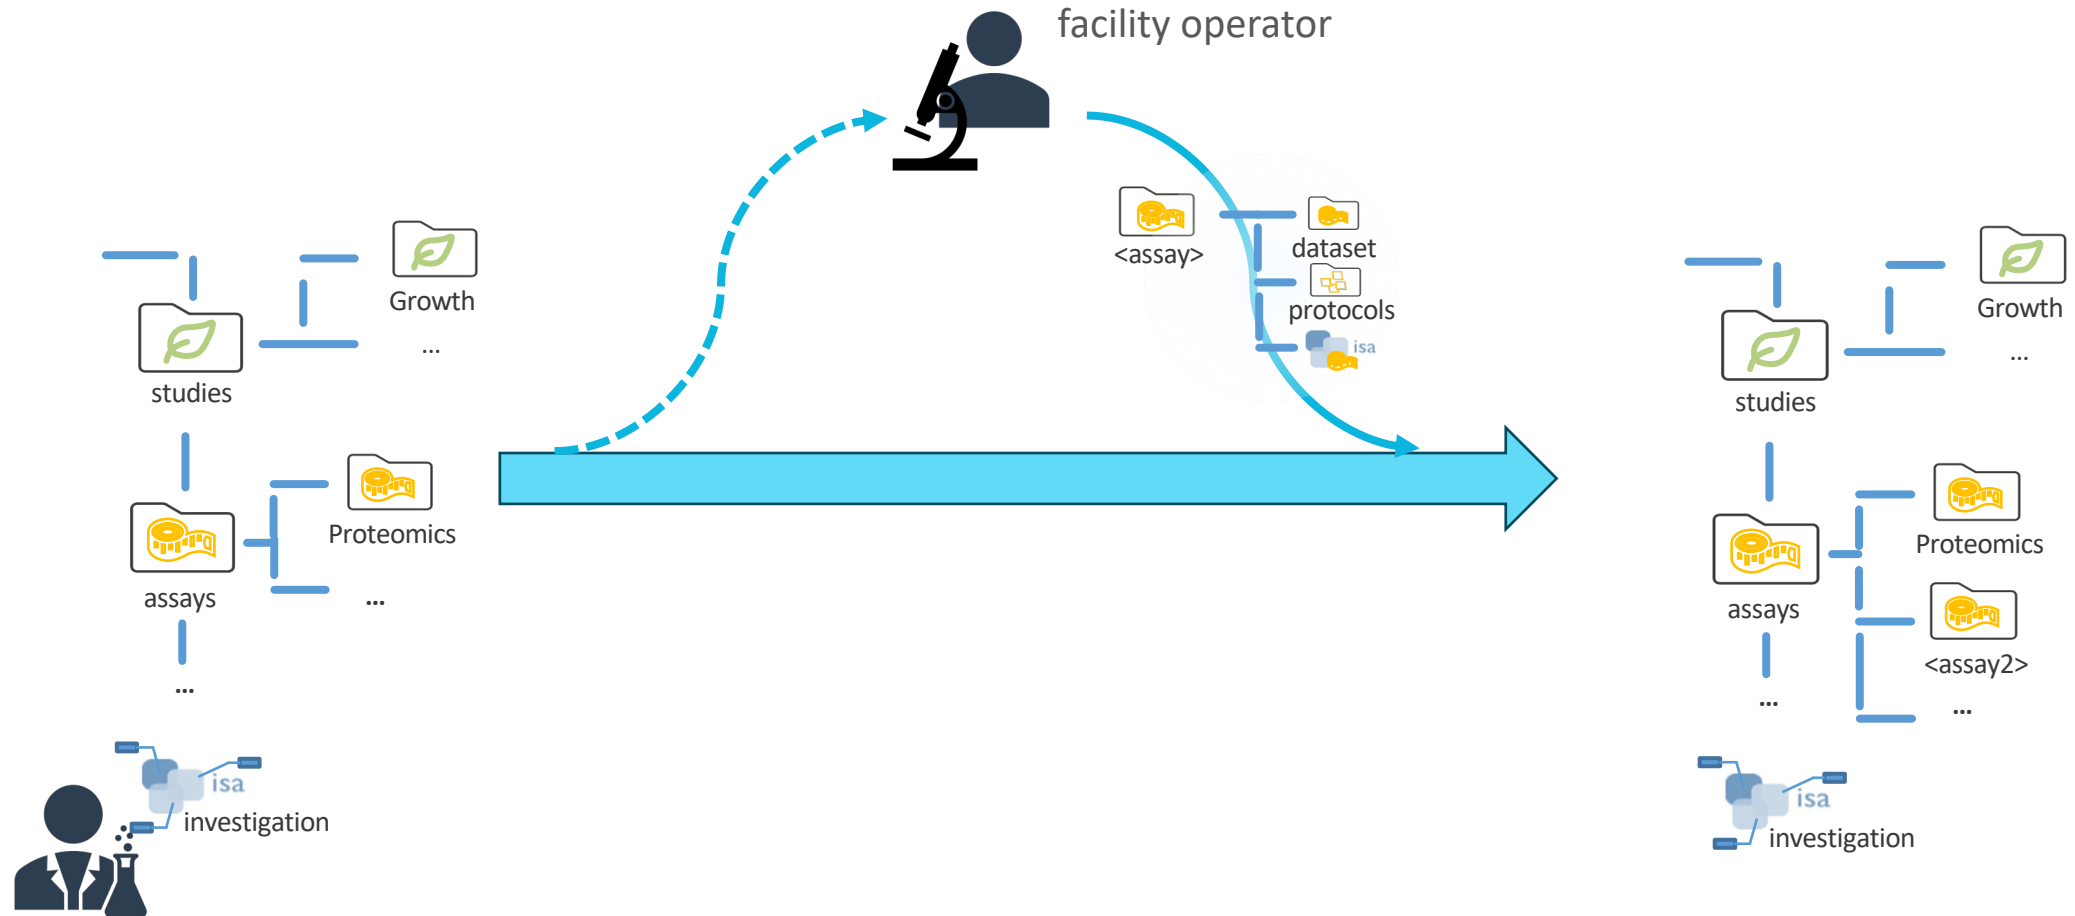 facility operator
<assay>
dataset
protocols
isa
Growth
...
studies
Proteomics
assays
...
...
isa
investigation
Growth
...
studies
Proteomics
assays
<assay2>
...
...
isa
investigation